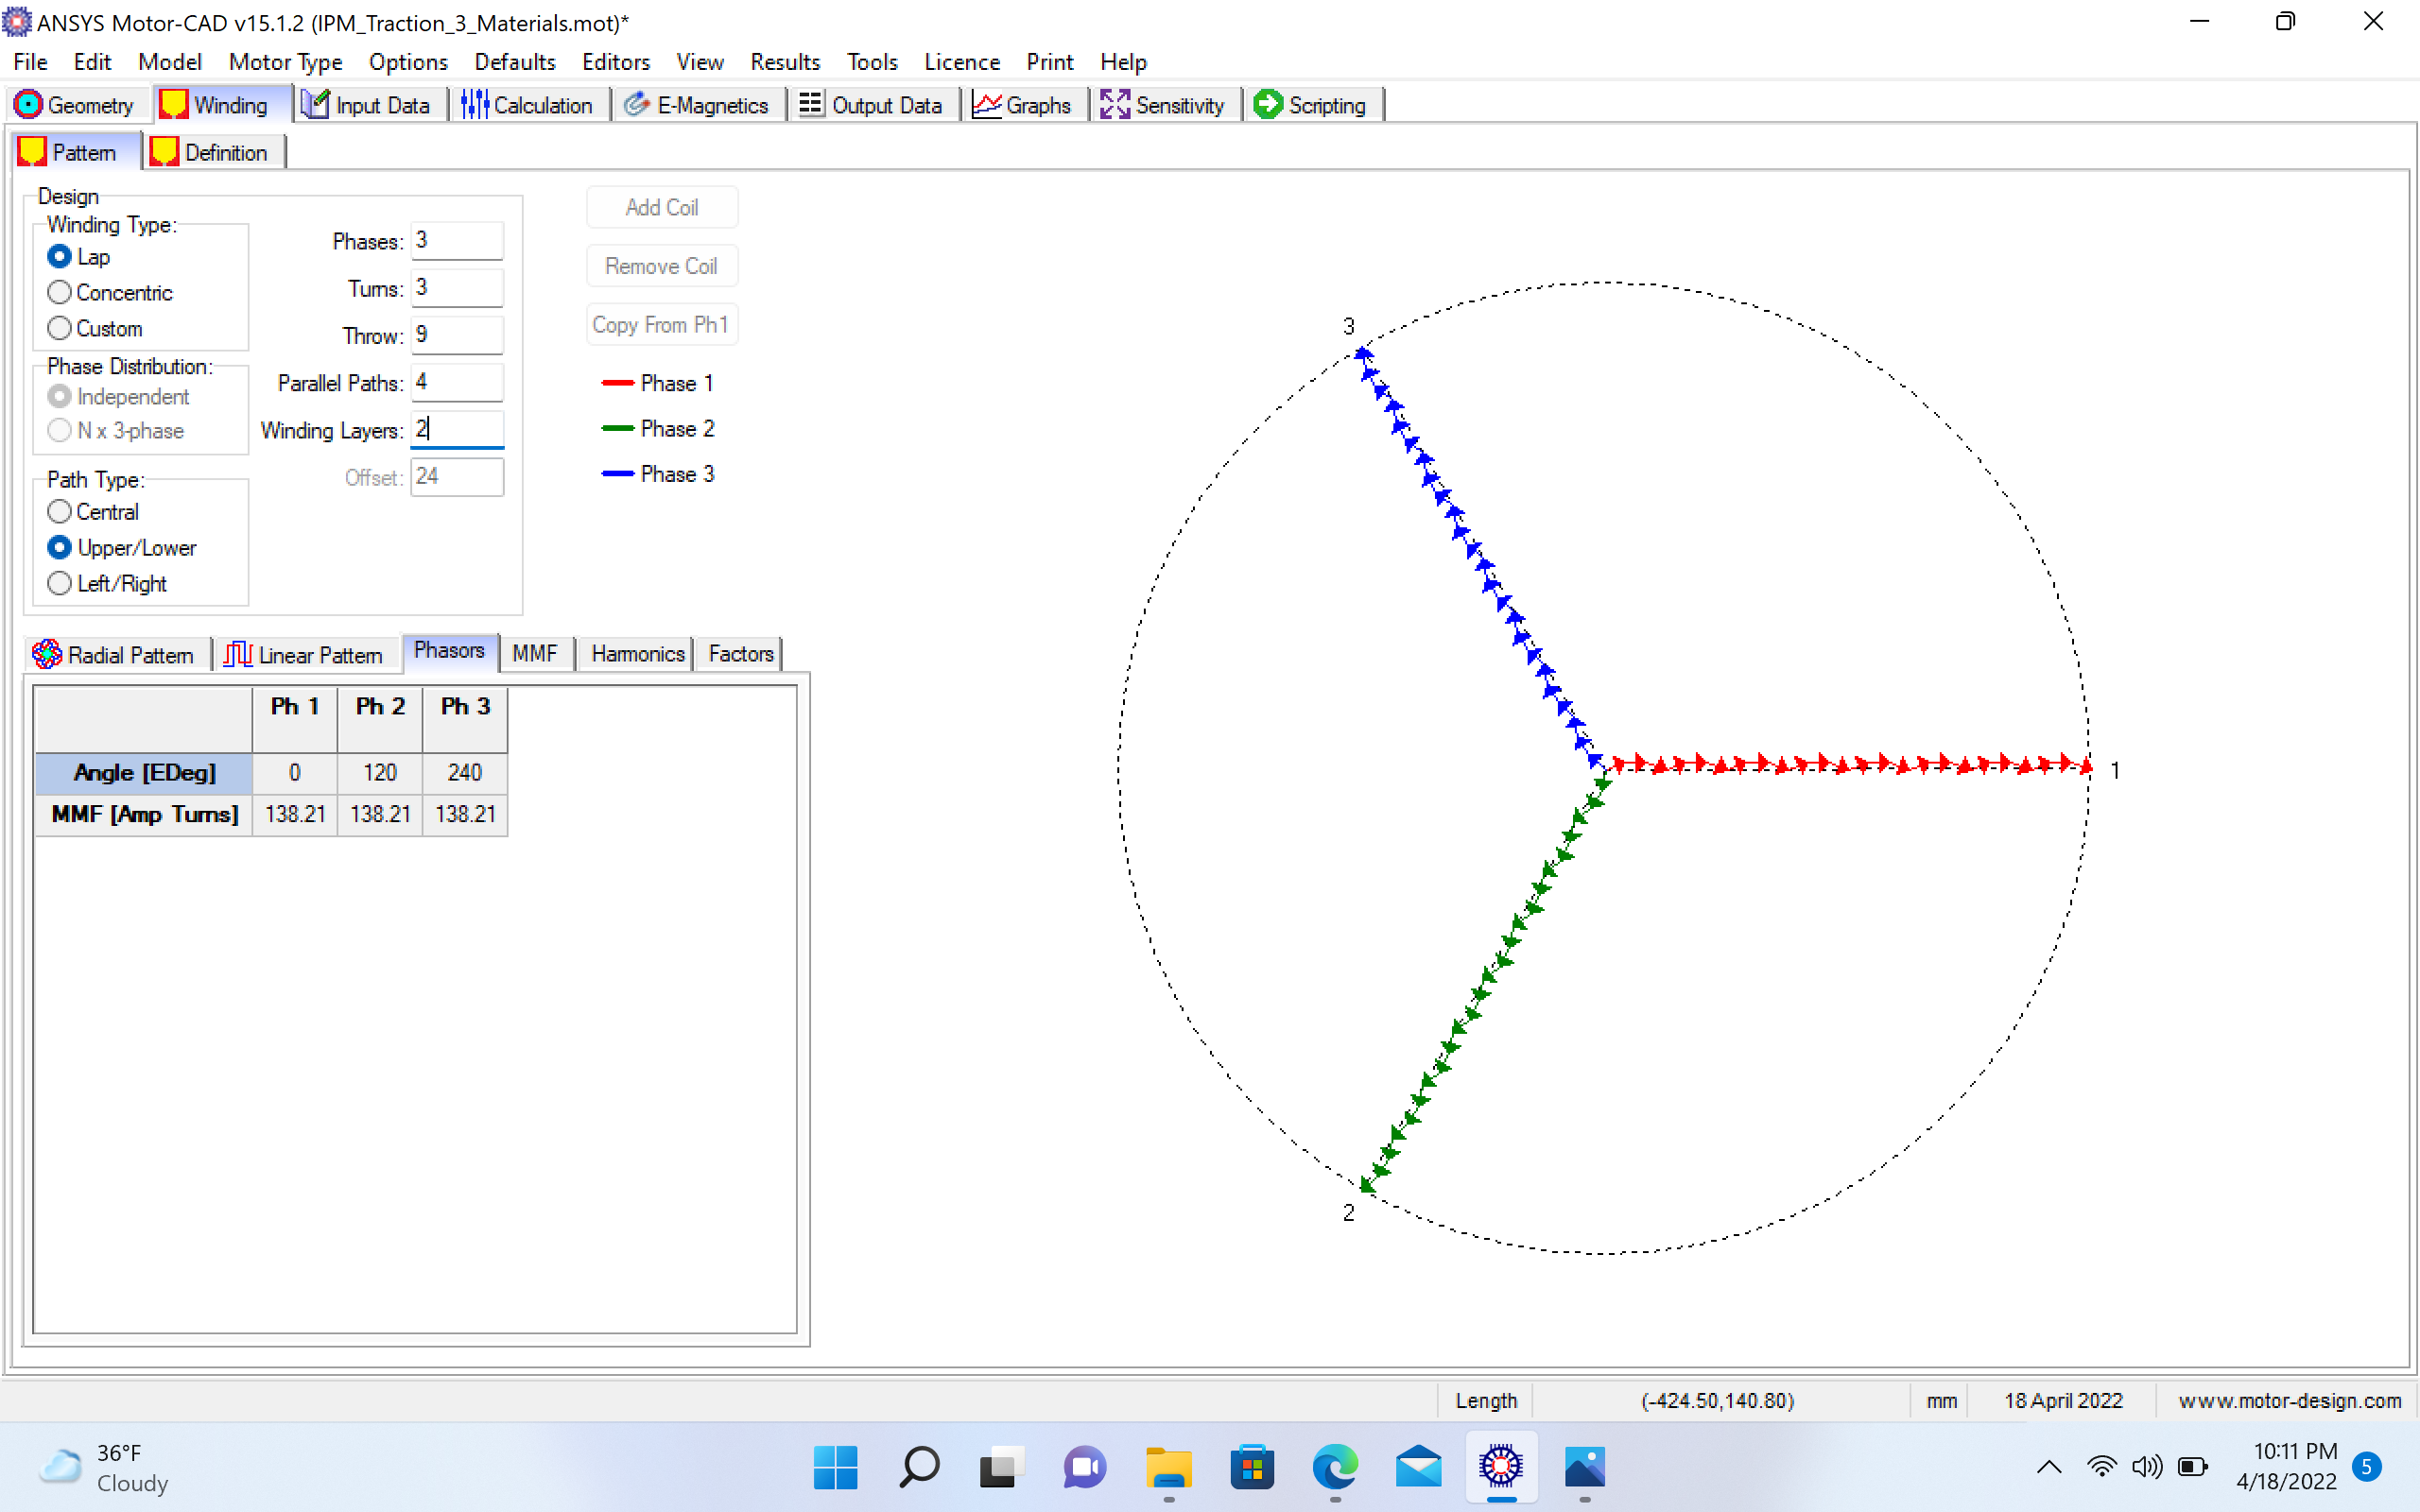 ANSYS Motor-CAD v15.1.2 (IPM_Traction_3_Materials.mot)*
File Edit Model Motor Type Options Defaults Editors View Results Tools Licence Print Help
Geometry Winding Input Data Calculation E-Magnetics Output Data Graphs Sensitivity Scripting
Pattern Definition
Design
Winding Type:
Lap
Concentric
Custom
Phase Distribution:
Independent
N x 3-phase
Path Type:
Central
Upper/Lower
Left/Right
Phases: 3
Turns: 3
Throw: 9
Parallel Paths: 4
Winding Layers: 2
Offset: 24
Add Coil
Remove Coil
Copy From Ph1
Phase 1
Phase 2
Phase 3
3
1
2
Radial Pattern Linear Pattern Phasors MMF Harmonics Factors
Ph 1 Ph 2 Ph 3
Angle [EDeg] 0 120 240
MMF [Amp Turns] 138.21 138.21 138.21
Length (-424.50,140.80) mm 18 April 2022 www.motor-design.com
36°F
Cloudy
10:11 PM
4/18/2022
5